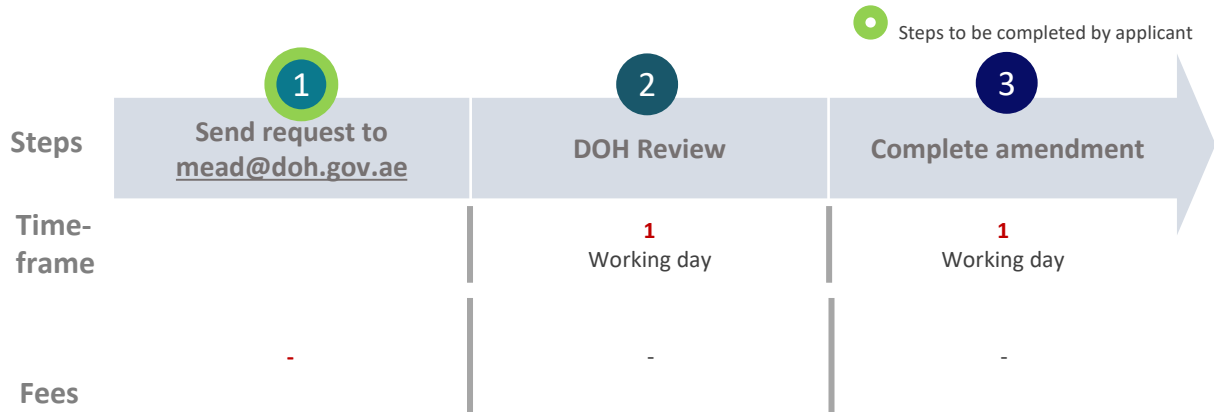 Steps to be completed by applicant
1
2
3
Steps
Send request to
mead@doh.gov.ae
DOH Review
Complete amendment
Time-
frame
1
Working day
1
Working day
-
-
-
Fees